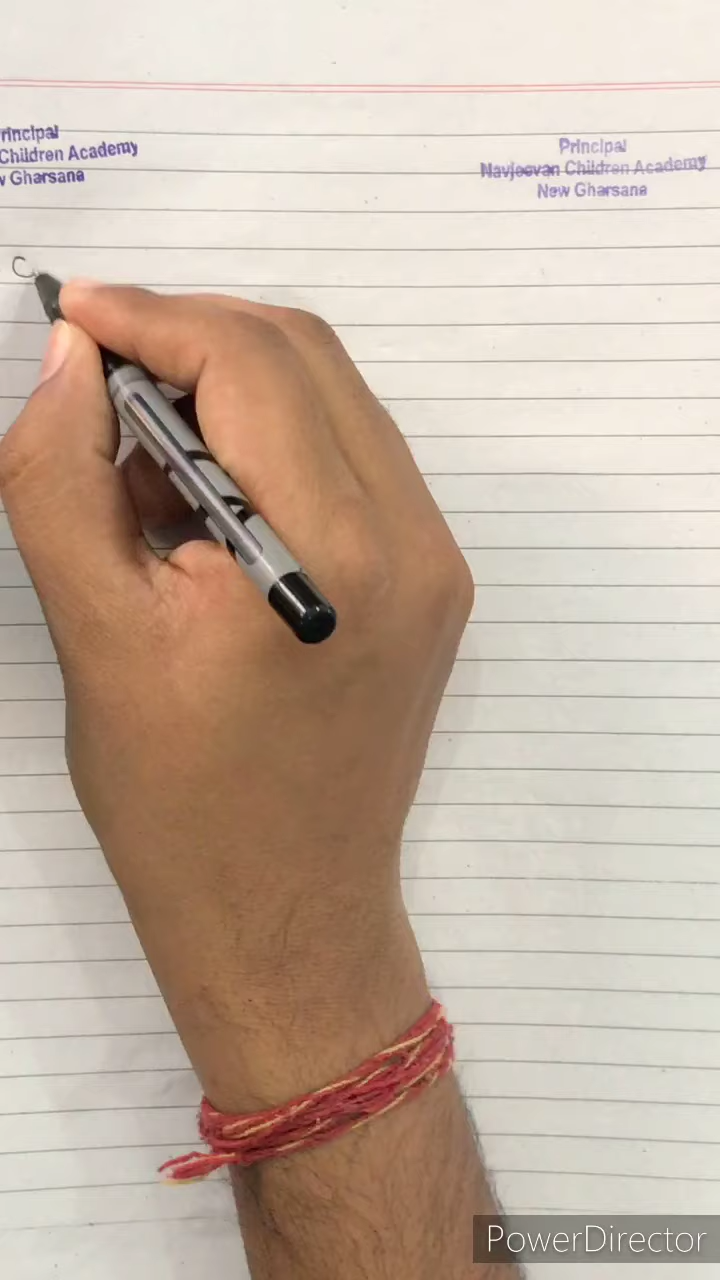 rincipal
Children Academy
w Gharsana
Principal
Navjeevan Children Academy
New Gharsana
C
PowerDirector